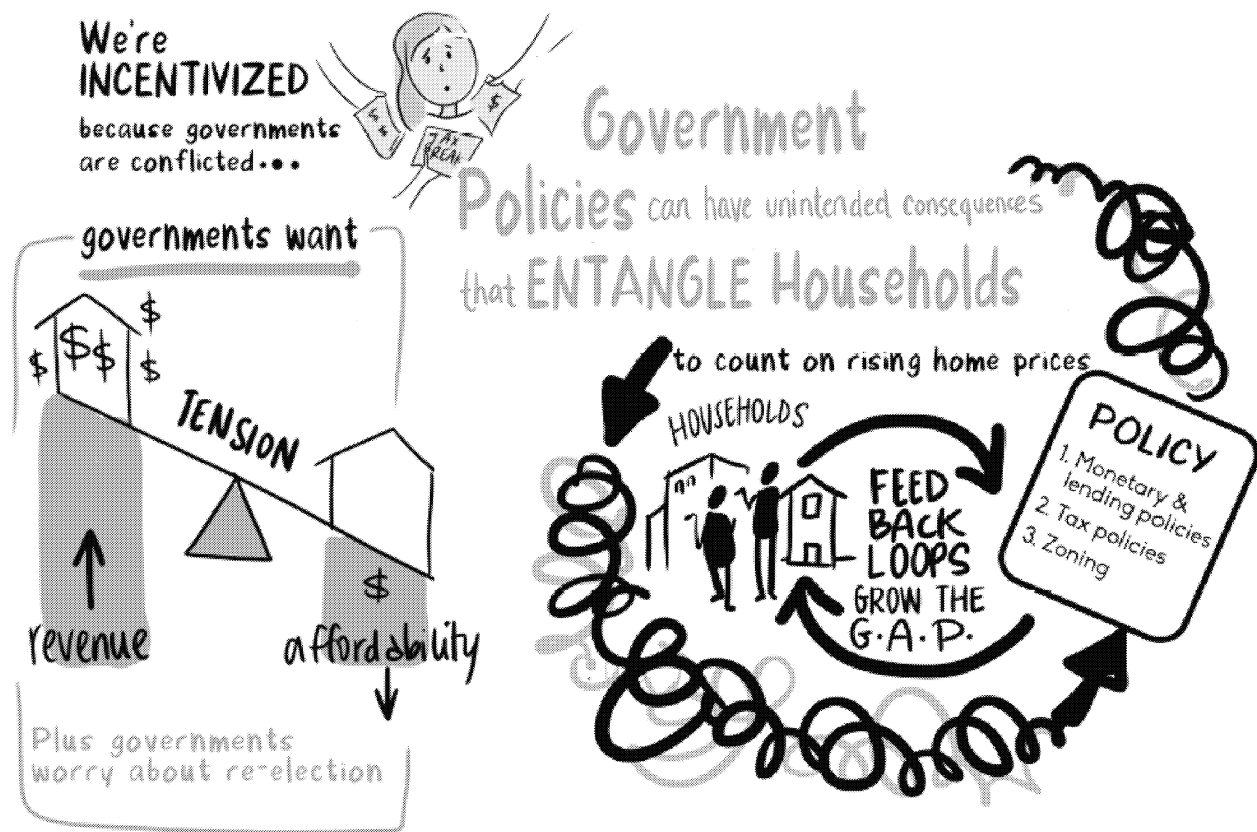 We're
INCENTIVIZED
because governments
are conflicted...
$
TAX
BREAK
Government
Policies can have unintended consequences
that ENTANGLE Households
to count on rising home prices
governments want
$
$ $$ $
TENSION
$
revenue
affordability
Plus governments
worry about re-election
HOUSEHOLDS
FEED
BACK
LOOPS
GROW THE
G.A.P.
POLICY
1. Monetary &
lending policies
2. Tax policies
3. Zoning